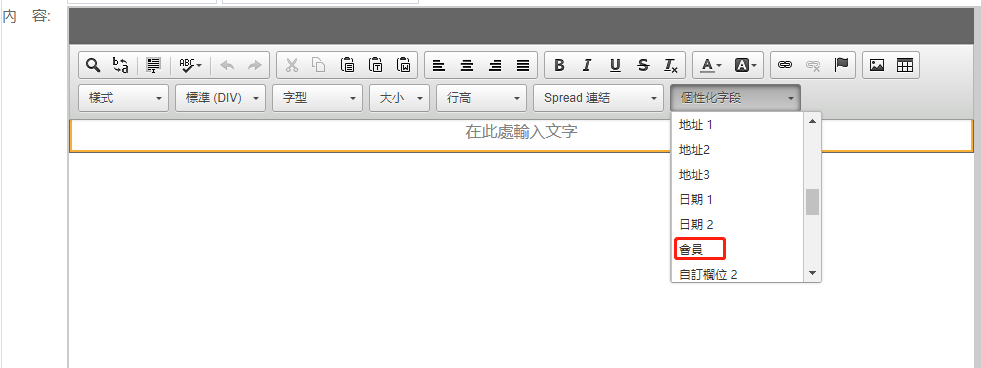 內 容:
樣式 標準 (DIV) 字型 大小 行高 Spread 連結 個性化字段
在此處輸入文字
地址 1
地址2
地址3
日期 1
日期 2
會員
自訂欄位 2